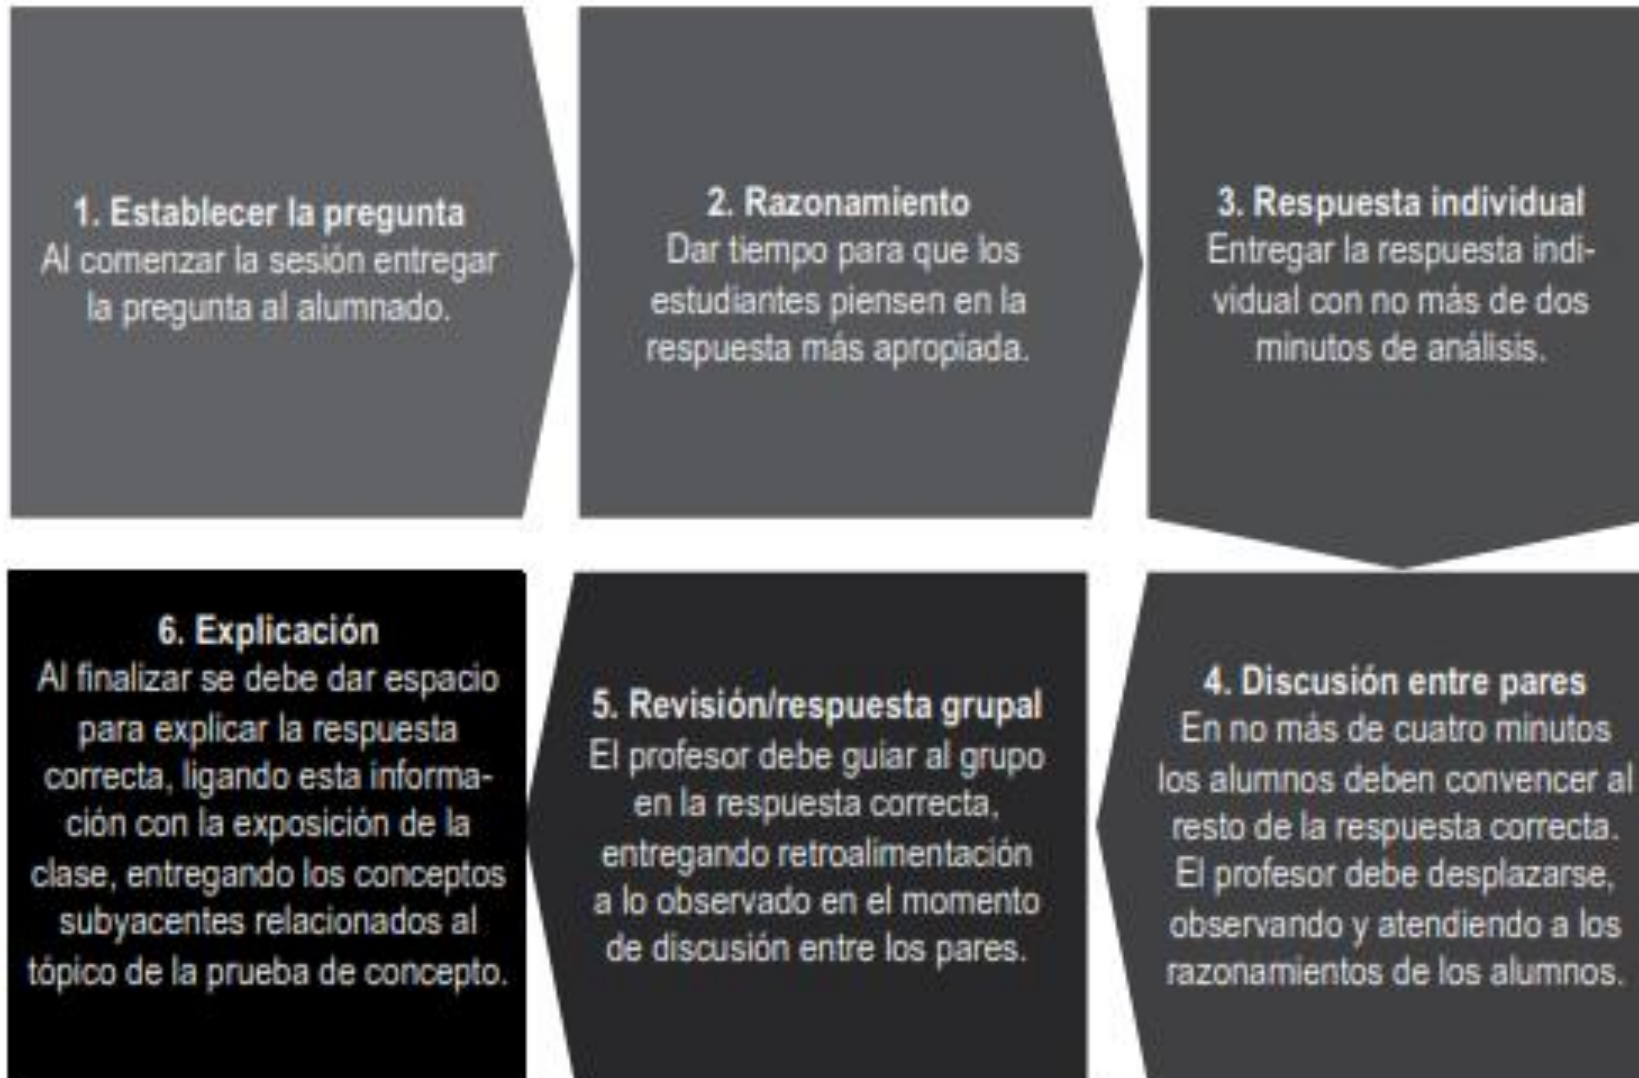 1. Establecer la pregunta
Al comenzar la sesión entregar
la pregunta al alumnado.
2. Razonamiento
Dar tiempo para que los
estudiantes piensen en la
respuesta más apropiada.
3. Respuesta individual
Entregar la respuesta indi-
vidual con no más de dos
minutos de análisis.
4. Discusión entre pares
En no más de cuatro minutos
los alumnos deben convencer al
resto de la respuesta correcta.
El profesor debe desplazarse,
observando y atendiendo a los
razonamientos de los alumnos.
5. Revisión/respuesta grupal
El profesor debe guiar al grupo
en la respuesta correcta,
entregando retroalimentación
a lo observado en el momento
de discusión entre los pares.
6. Explicación
Al finalizar se debe dar espacio
para explicar la respuesta
correcta, ligando esta informa-
ción con la exposición de la
clase, entregando los conceptos
subyacentes relacionados al
tópico de la prueba de concepto.